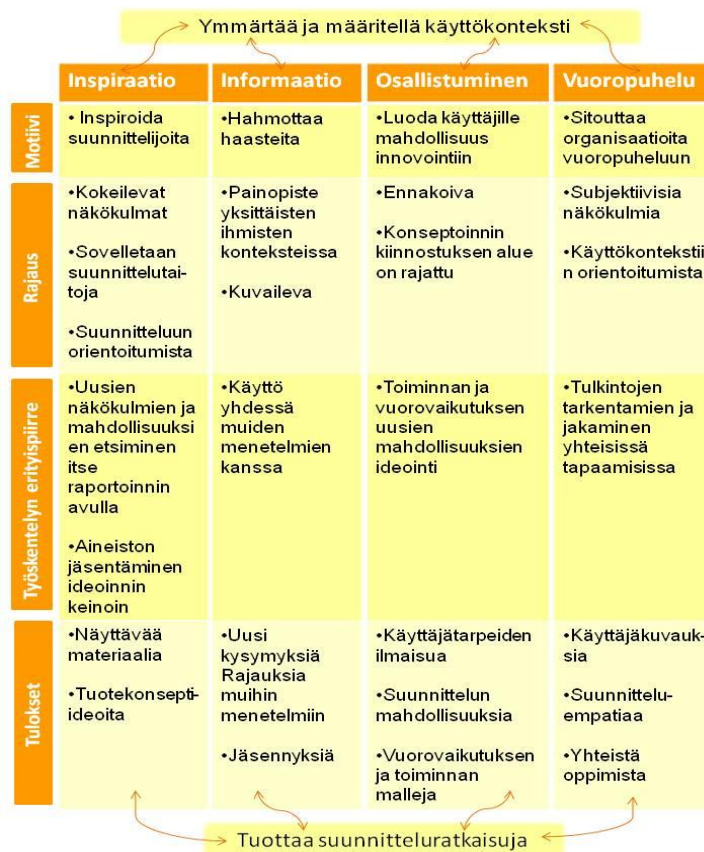 Ymmärtää ja määritellä käyttökonteksti
Inspiraatio
Informaatio
Osallistuminen
Vuoropuhelu
Motiivi
• Inspiroida
suunnittelijoita
•Hahmottaa
haasteita
•Luoda käyttäjille
mahdollisuus
innovointiin
•Sitouttaa
organisaatioita
vuoropuheluun
Rajaus
•Kokeilevat
näkökulmat
•Sovelletaan
suunnittelutai-
toja
•Suunnitteluun
orientoitumista
•Painopiste
yksittäisten
ihmisten
konteksteissa
•Kuvaileva
•Ennakoiva
•Konseptoinnin
kiinnostuksen alue
on rajattu
•Subjektiivisia
näkökulmia
•Käyttökontekstii
n orientoitumista
Työskentelyn erityispiirre
•Uusien
näkökulmien ja
mahdollisuuksi
en etsiminen
itse
raportoinnin
avulla
•Aineiston
jäsentäminen
ideoinnin
keinoin
•Käyttö
yhdessä
muiden
menetelmien
kanssa
•Toiminnan ja
vuorovaikutuksen
uusien
mahdollisuuksien
ideointi
•Tulkintojen
tarkentamien ja
jakaminen
yhteisissä
tapaamisissa
Tulokset
•Näyttävää
materiaalia
•Tuotekonsepti-
ideoita
•Uusi
kysymyksiä
Rajauksia
muihin
menetelmiin
•Jäsennyksiä
•Käyttäjätarpeiden
ilmaisua
•Suunnittelun
mahdollisuuksia
•Vuorovaikutuksen
ja toiminnan
malleja
•Käyttäjäkuvauk-
sia
•Suunnittelu-
empatiaa
•Yhteistä
oppimista
Tuottaa suunnitteluratkaisuja